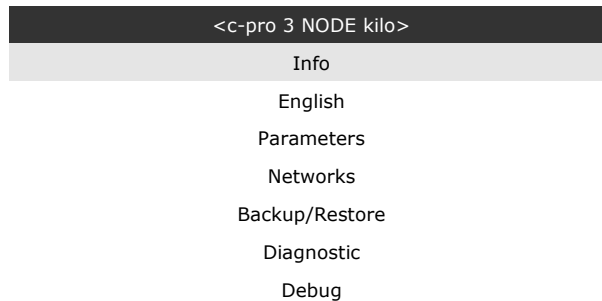 <c-pro 3 NODE kilo>
Info
English
Parameters
Networks
Backup/Restore
Diagnostic
Debug